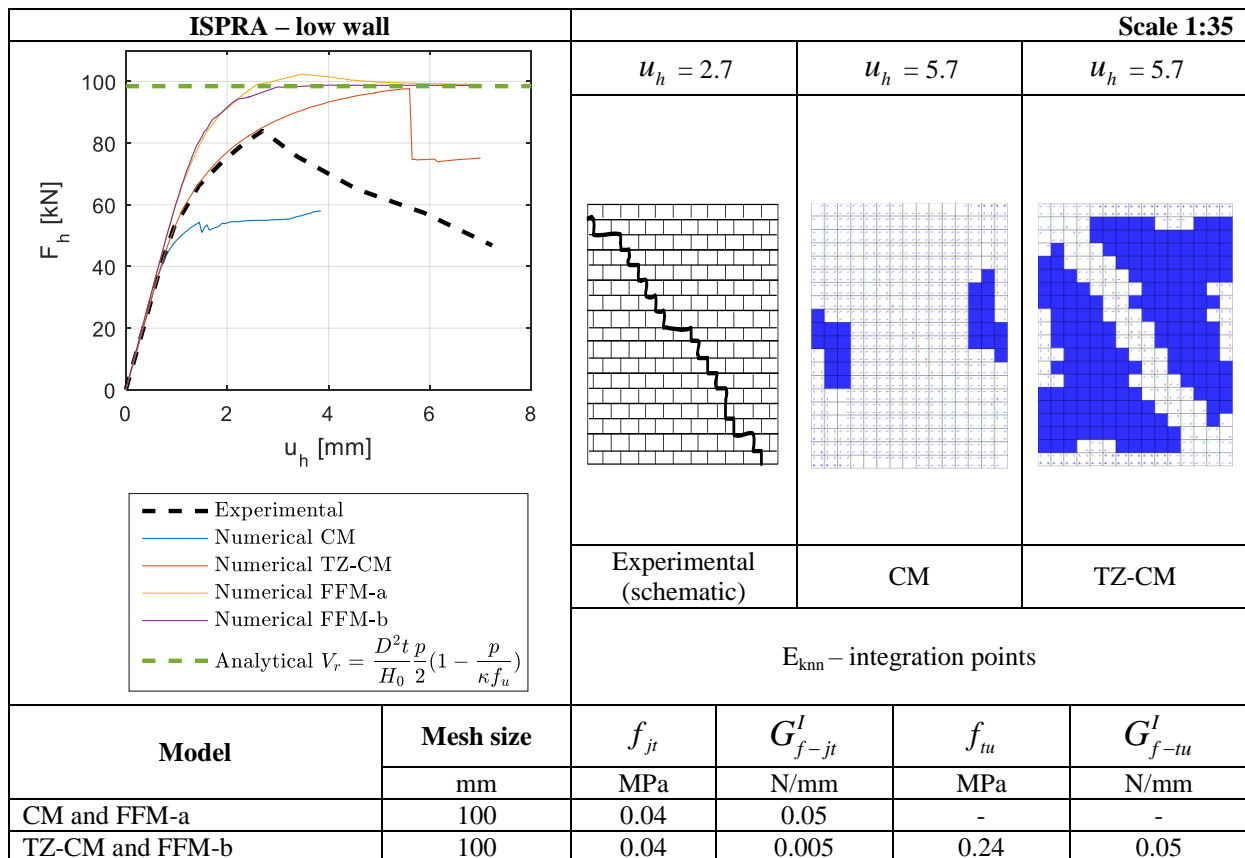 ISPRA – low wall
Scale 1:35
F_h [kN]
100
80
60
40
20
0
0 2 4 6 8
u_h [mm]
Experimental
Numerical CM
Numerical TZ-CM
Numerical FFM-a
Numerical FFM-b
Analytical V_r = \frac{D^2 t}{H_0} \frac{p}{2} (1 - \frac{p}{κ f_u})
u_h = 2.7
u_h = 5.7
u_h = 5.7
Experimental
(schematic)
CM
TZ-CM
E_knn – integration points
Model
Mesh size
f_jt
G^I_f-jt
f_tu
G^I_f-tu
mm
MPa
N/mm
MPa
N/mm
CM and FFM-a 100 0.04 0.05 - -
TZ-CM and FFM-b 100 0.04 0.005 0.24 0.05